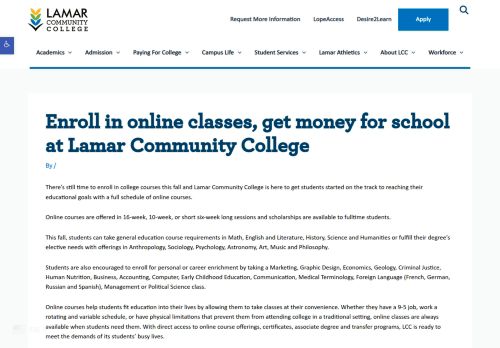 LAMAR
COMMUNITY
COLLEGE
Request More Information LopeAccess Desire2Learn Apply
Academics Admission Paying For College Campus Life Student Services Lamar Athletics About LCC Workforce
Enroll in online classes, get money for school
at Lamar Community College
By /
There's still time to enroll in college courses this fall and Lamar Community College is here to get students started on the track to reaching their
educational goals with a full schedule of online courses.
Online courses are offered in 16-week, 10-week, or short six-week long sessions and scholarships are available to fulltime students.
This fall, students can take general education course requirements in Math, English and Literature, History, Science and Humanities or fulfill their degree's
elective needs with offerings in Anthropology, Sociology, Psychology, Astronomy, Art, Music and Philosophy.
Students are also encouraged to enroll for personal or career enrichment by taking a Marketing, Graphic Design, Economics, Geology, Criminal Justice,
Human Nutrition, Business, Accounting, Computer, Early Childhood Education, Communication, Medical Terminology, Foreign Language (French, German,
Russian and Spanish), Management or Political Science class.
Online courses help students fit education into their lives by allowing them to take classes at their convenience. Whether they have a 9-5 job, work a
rotating and variable schedule, or have physical limitations that prevent them from attending college in a traditional setting, online classes are always
available when students need them. With direct access to online course offerings, certificates, associate degree and transfer programs, LCC is ready to
meet the demands of its students' busy lives.